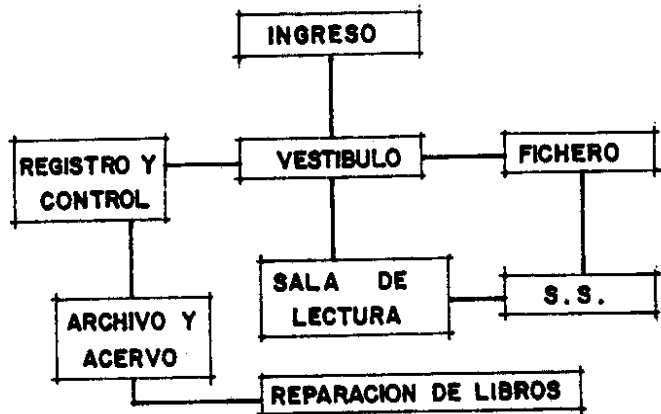 INGRESO
REGISTRO Y
CONTROL
VESTIBULO
FICHERO
SALA DE
LECTURA
S.S.
ARCHIVO Y
ACERVO
REPARACION DE LIBROS